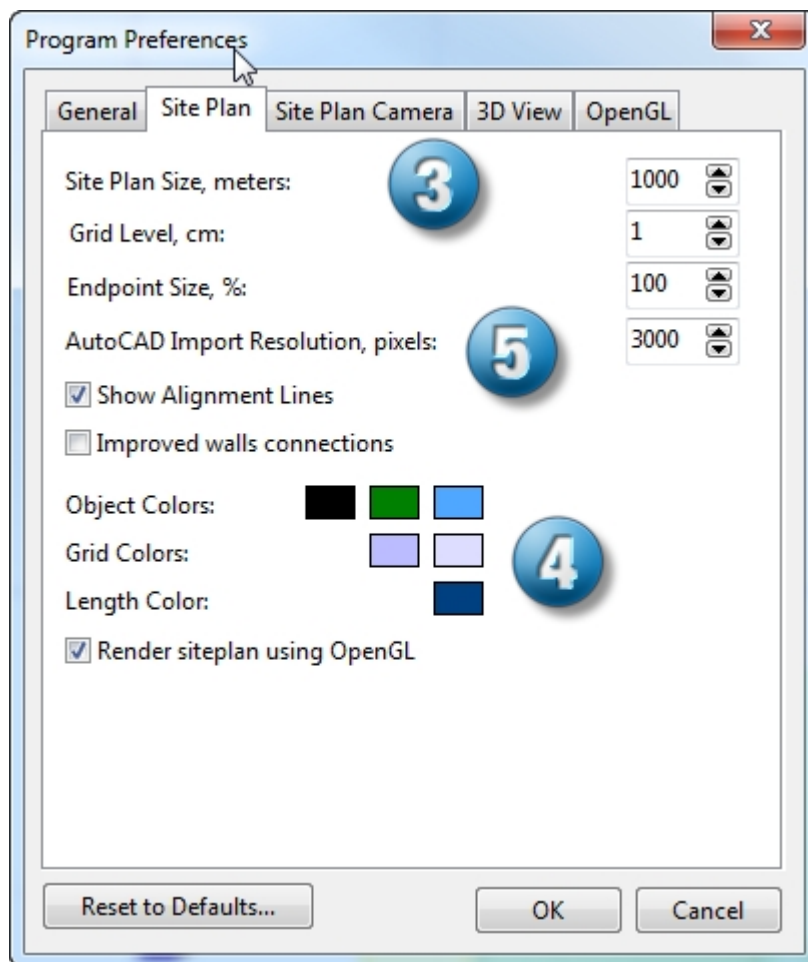 Program Preferences
General Site Plan Site Plan Camera 3D View OpenGL
3
Site Plan Size, meters: 1000
Grid Level, cm: 1
Endpoint Size, %: 100
AutoCAD Import Resolution, pixels: 5 3000
Show Alignment Lines
Improved walls connections
Object Colors:
Grid Colors: 4
Length Color:
Render siteplan using OpenGL
Reset to Defaults... OK Cancel